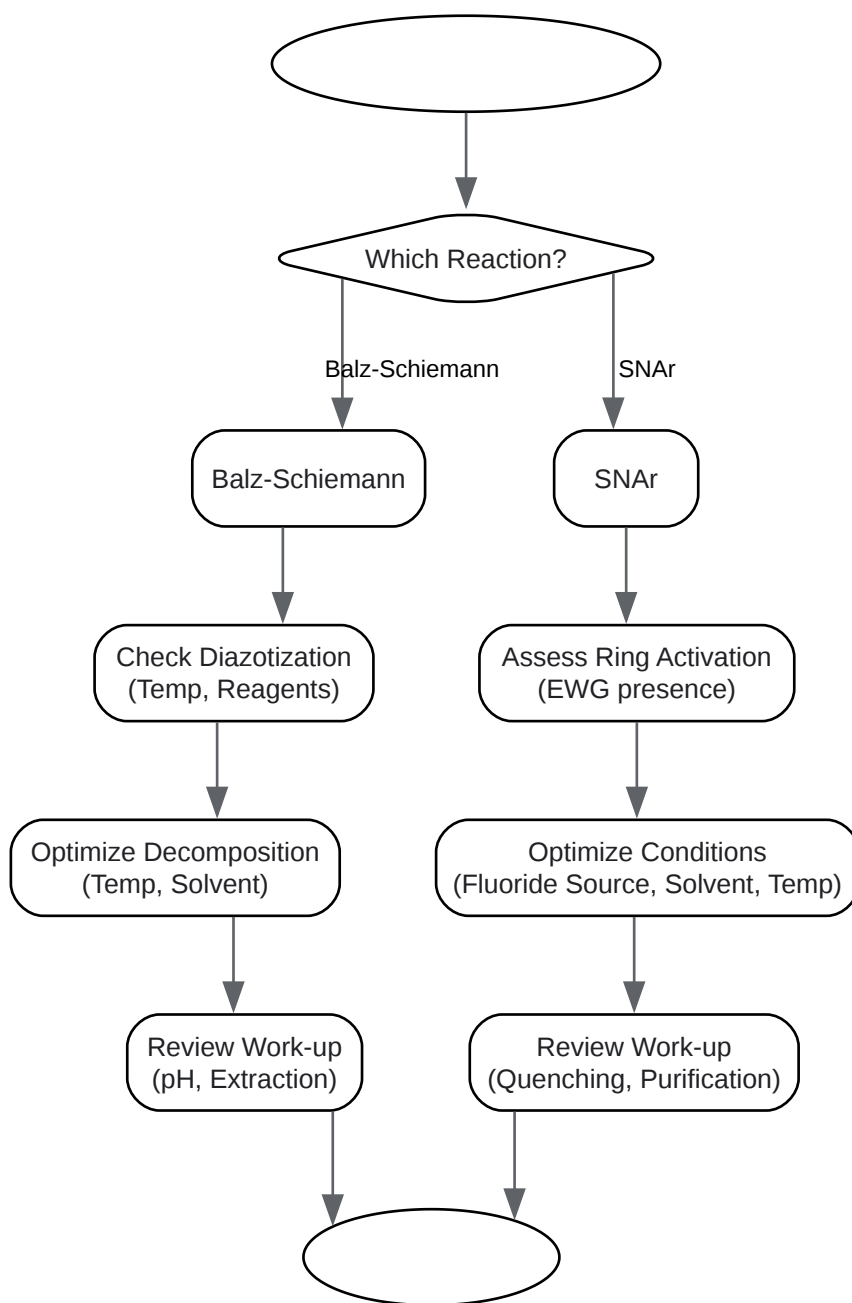 Which Reaction?
Balz-Schiemann
SNAr
Balz-Schiemann
SNAr
Check Diazotization
(Temp, Reagents)
Assess Ring Activation
(EWG presence)
Optimize Decomposition
(Temp, Solvent)
Optimize Conditions
(Fluoride Source, Solvent, Temp)
Review Work-up
(pH, Extraction)
Review Work-up
(Quenching, Purification)